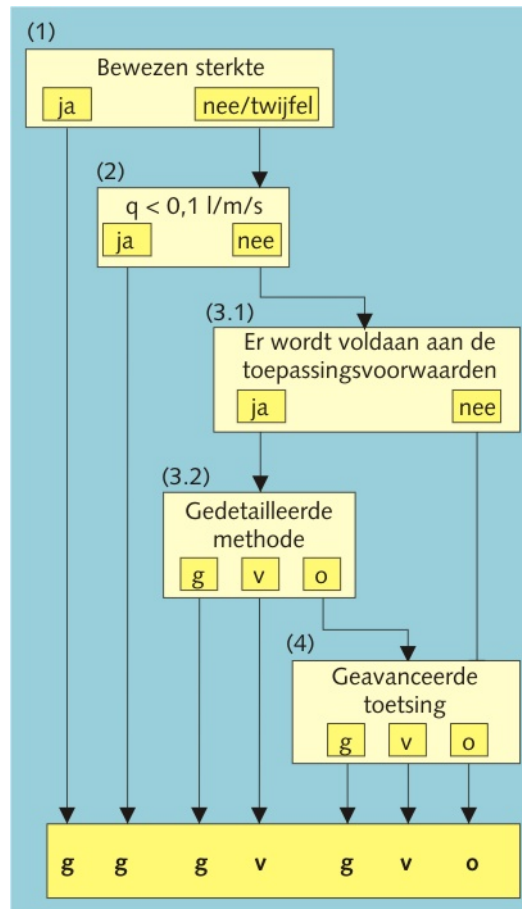 (1)
Bewezen sterkte
ja nee/twijfel
(2)
q < 0,1 l/m/s
ja nee
(3.1)
Er wordt voldaan aan de
toepassingsvoorwaarden
ja nee
(3.2)
Gedetailleerde
methode
g v o
(4)
Geavanceerde
toetsing
g v o
g g g v g v o